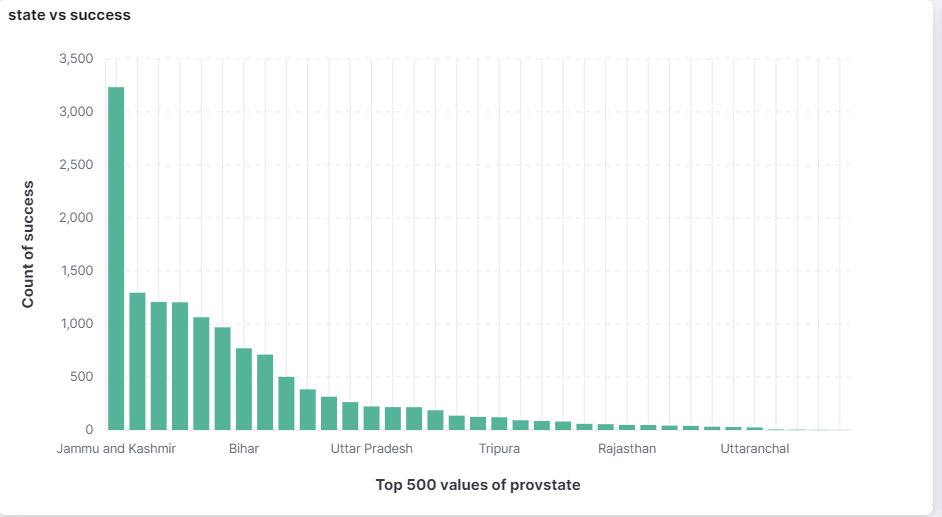 state vs success
3,500
3,000
2,500
2,000
1,500
1,000
500
0
Count of success
Jammu and Kashmir Bihar Uttar Pradesh Tripura Rajasthan Uttaranchal
Top 500 values of provstate